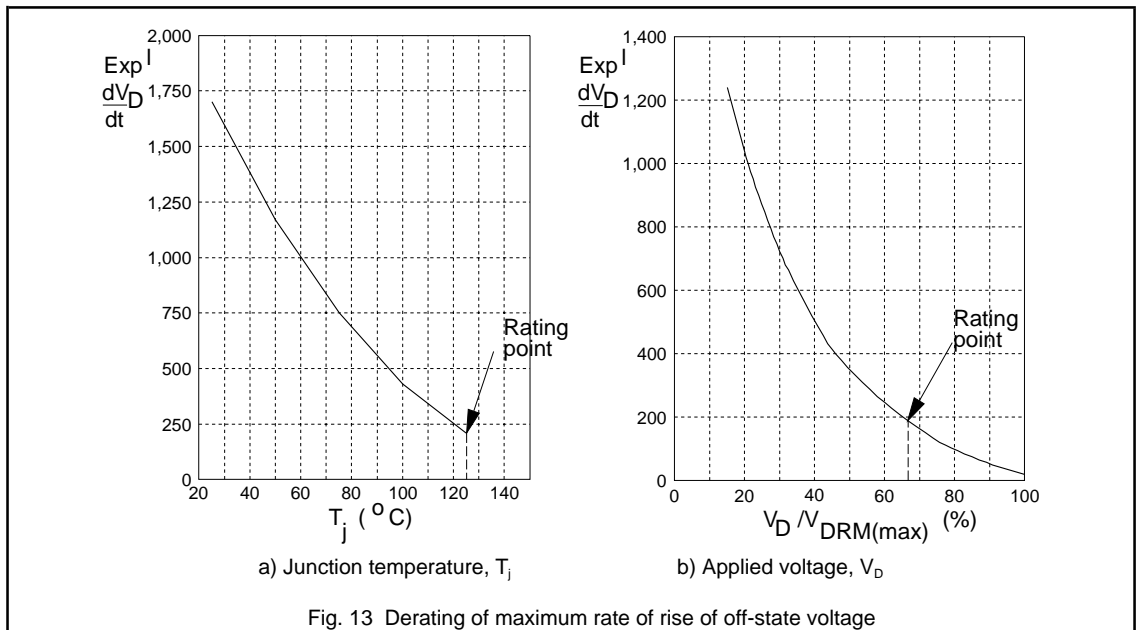 2,000
1,750
1,500
1,250
1,000
750
500
250
0
Exp l
dV D
dt
Rating
point
20 40 60 80 100 120 140
T j ( o C)
a) Junction temperature, T j
1,400
1,200
1,000
800
600
400
200
0
Exp l
dV D
dt
Rating
point
0 20 40 60 80 100
V D /V DRM(max) (%)
b) Applied voltage, V D
Fig. 13 Derating of maximum rate of rise of off-state voltage